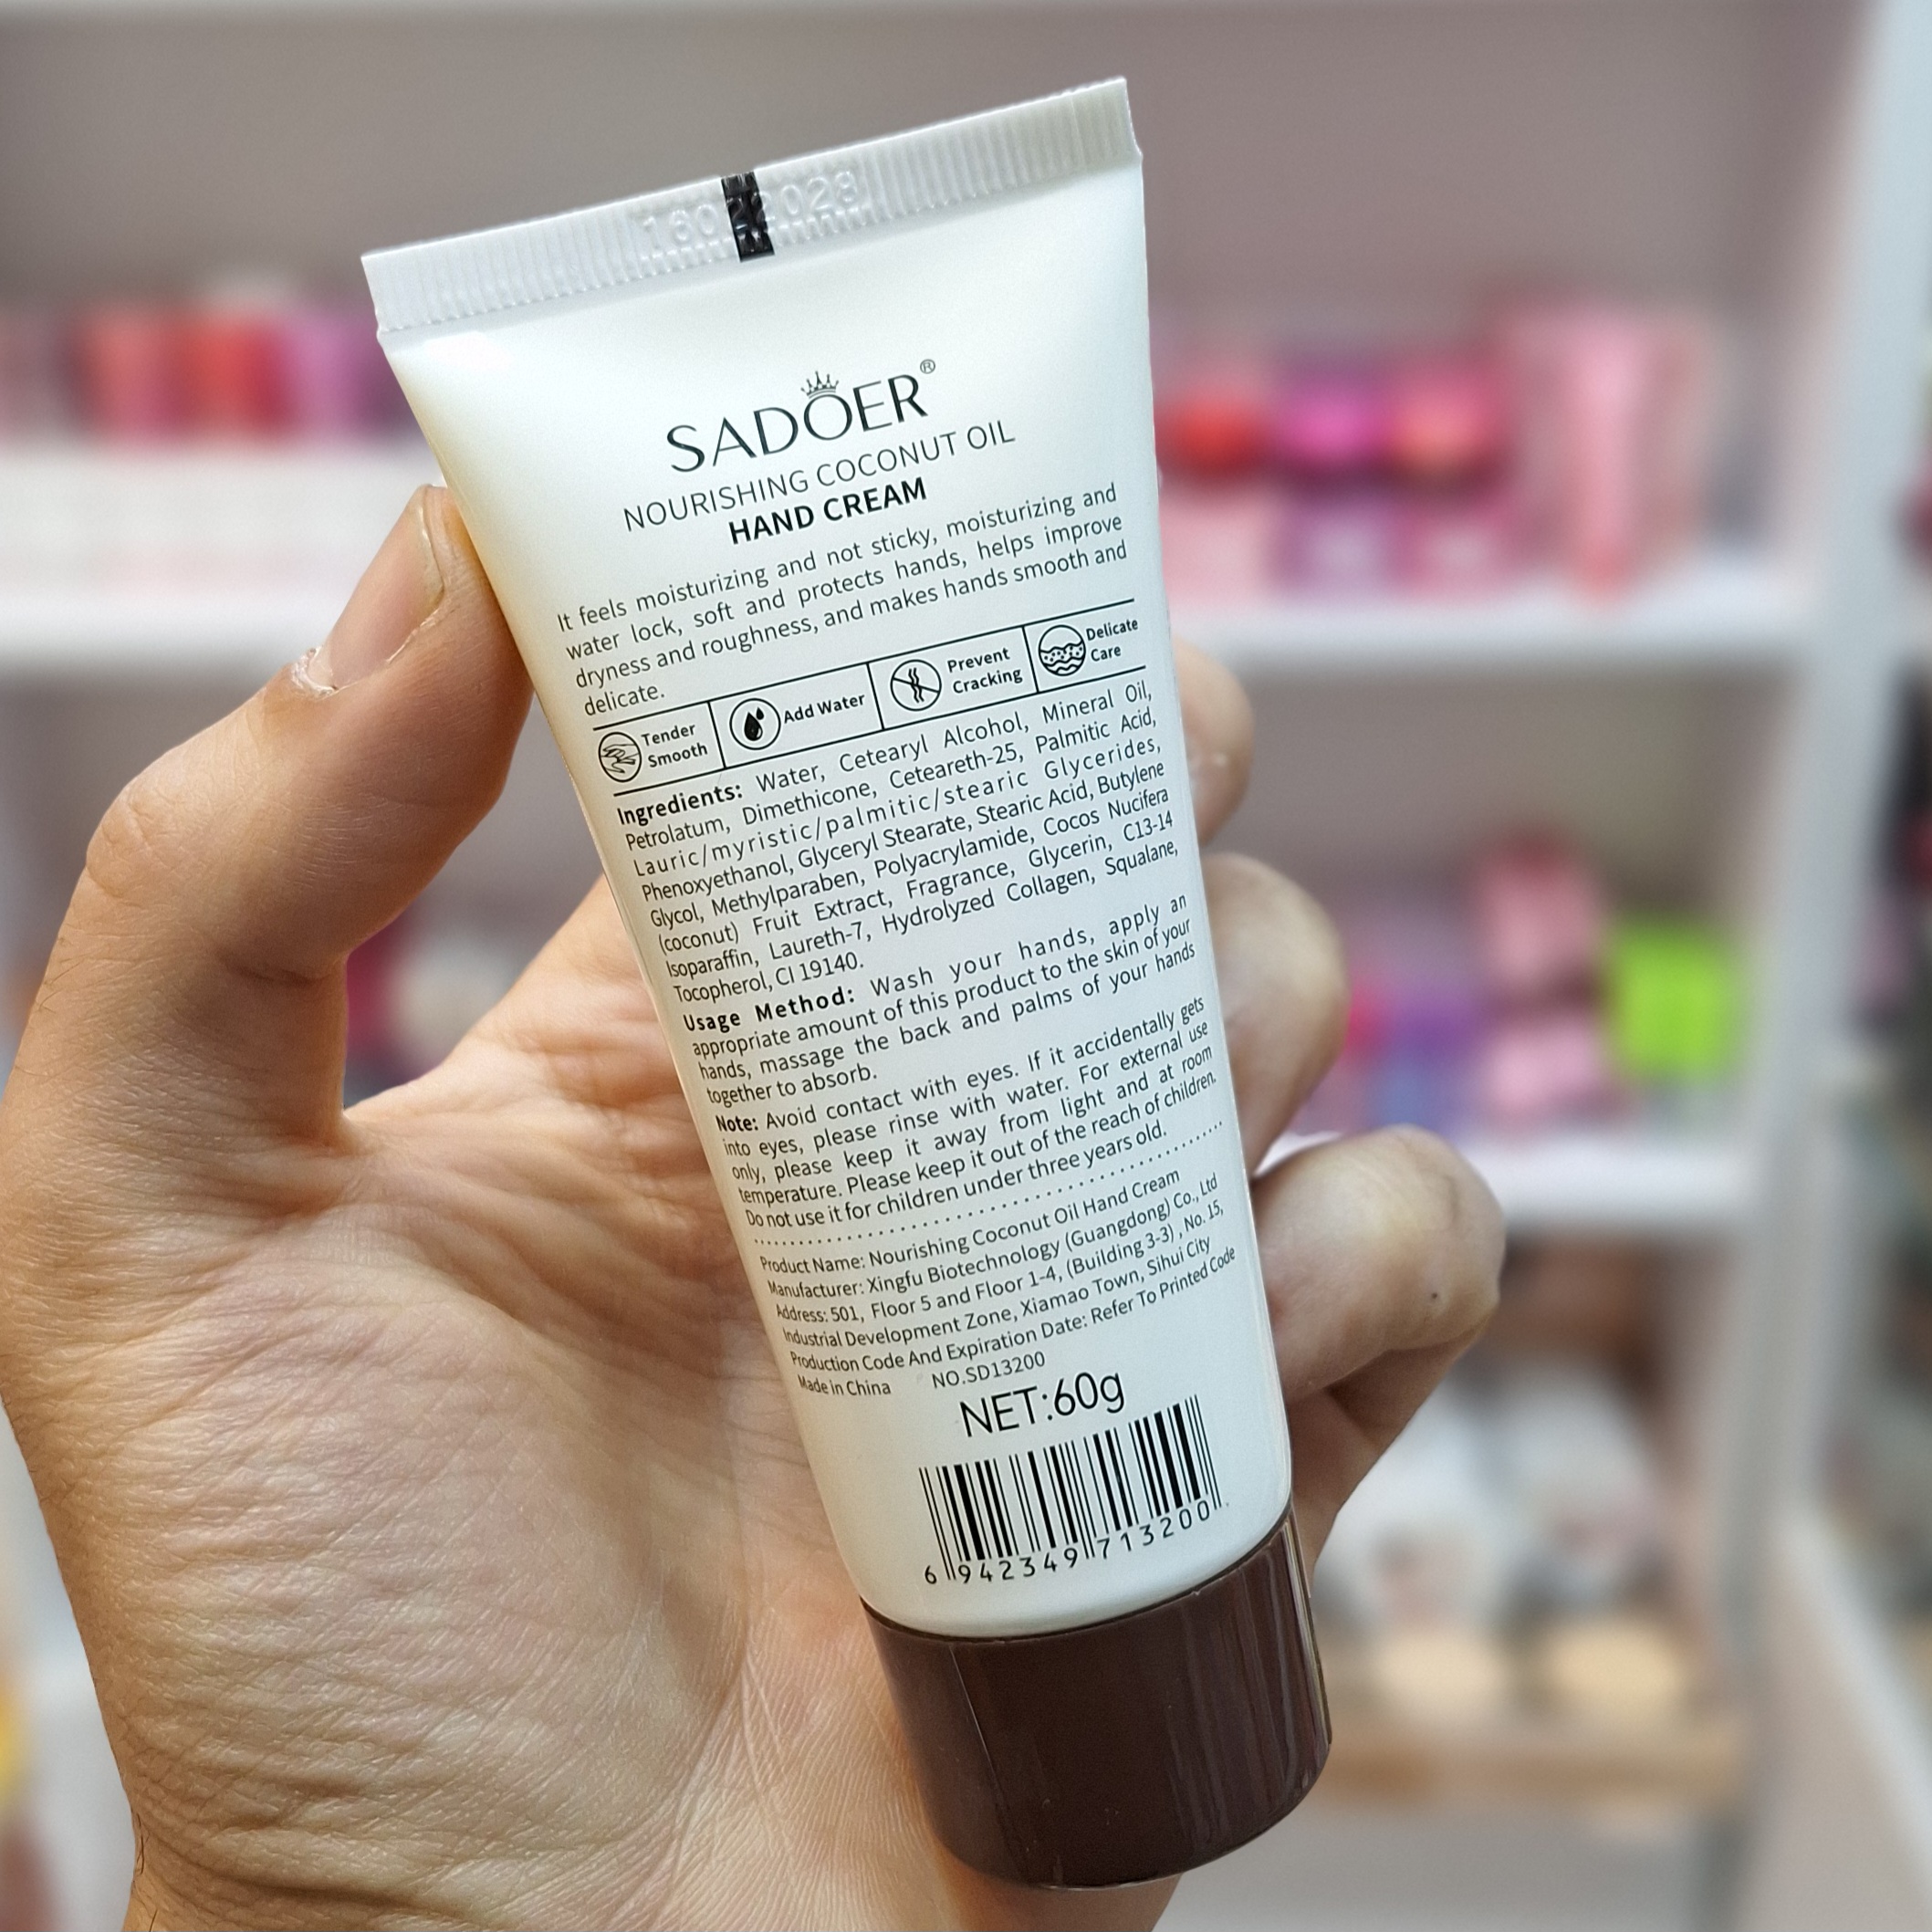 SADOER®
NOURISHING COCONUT OIL
HAND CREAM
It feels moisturizing and not sticky, moisturizing and
water lock, soft and protects hands, helps improve
dryness and roughness, and makes hands smooth and
delicate.
Tender
Smooth
Add Water
Prevent
Cracking
Delicate
Care
Ingredients: Water, Cetearyl Alcohol, Mineral Oil,
Petrolatum, Dimethicone, Ceteareth-25, Palmitic Acid,
Lauric/myristic/palmitic/stearic Glycerides,
Phenoxyethanol, Glyceryl Stearate, Stearic Acid, Butylene
Glycol, Methylparaben, Polyacrylamide, Cocos Nucifera
(coconut) Fruit Extract, Fragrance, Glycerin, C13-14
Isoparaffin, Laureth-7, Hydrolyzed Collagen, Squalane,
Tocopherol, CI 19140.
Usage Method: Wash your hands, apply an
appropriate amount of this product to the skin of your
hands, massage the back and palms of your hands
together to absorb.
Note: Avoid contact with eyes. If it accidentally gets
into eyes, please rinse with water. For external use
only, please keep it away from light and at room
temperature. Please keep it out of the reach of children.
Do not use it for children under three years old.
Product Name: Nourishing Coconut Oil Hand Cream
Manufacturer: Xingfu Biotechnology (Guangdong) Co., Ltd
Address: 501, Floor 5 and Floor 1-4, (Building 3-3) ,No. 15,
Industrial Development Zone, Xiamao Town, Sihui City
Production Code And Expiration Date: Refer To Printed Code
Made in China NO.SD13200
NET:60g
6 942349 713200